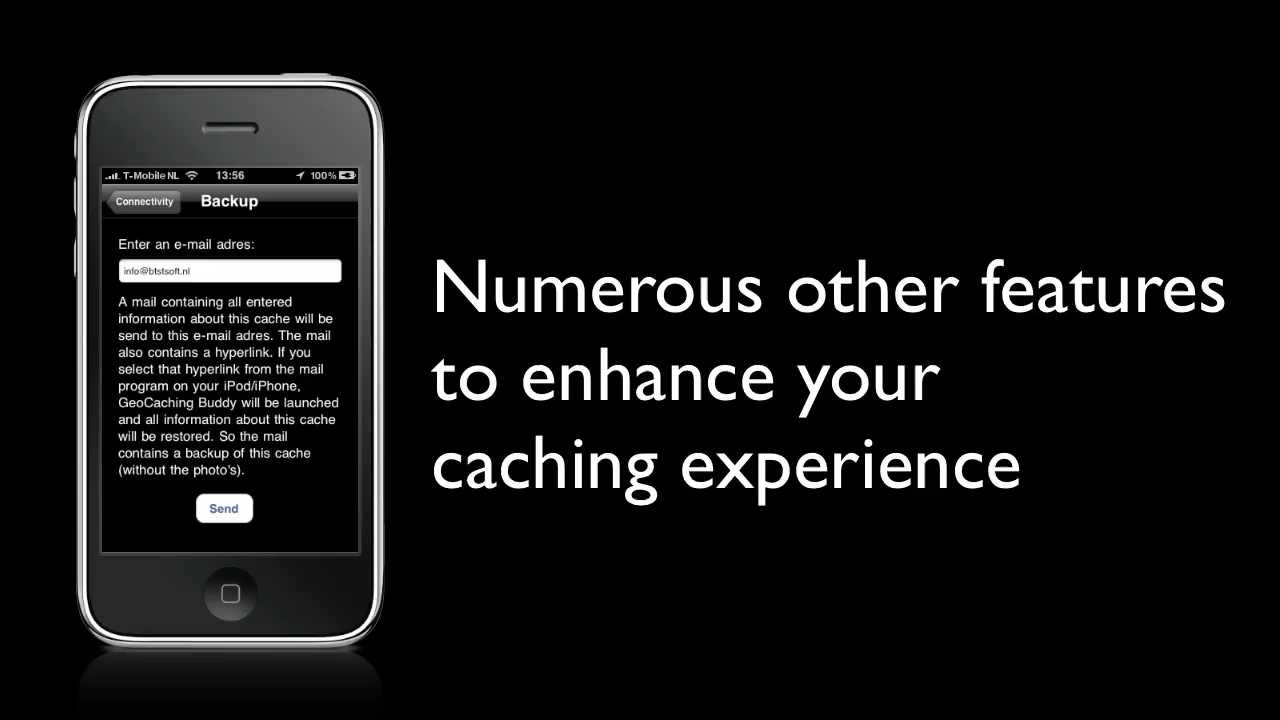 T-Mobile NL 13:56 100%
Connectivity Backup
Enter an e-mail adres:
info@btstsoft.nl
A mail containing all entered
information about this cache will be
send to this e-mail adres. The mail
also contains a hyperlink. If you
select that hyperlink from the mail
program on your iPod/iPhone,
GeoCaching Buddy will be launched
and all information about this cache
will be restored. So the mail
contains a backup of this cache
(without the photo's).
Send
Numerous other features
to enhance your
caching experience